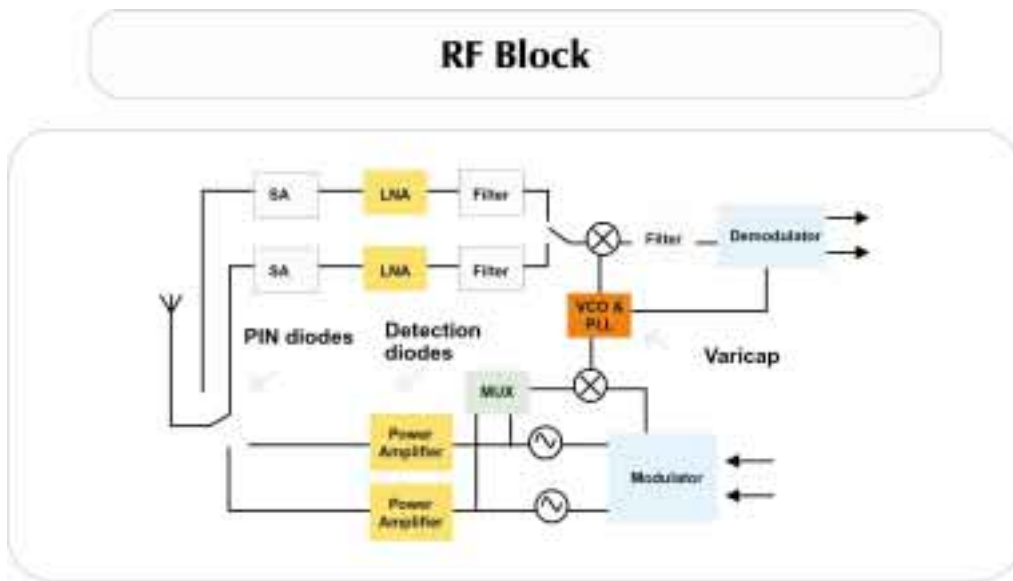 RF Block
SA
LNA
Filter
SA
LNA
Filter
Filter
Demodulator
VCO &
PLL
PIN diodes
Detection
diodes
Varicap
MUX
Power
Amplifier
Modulator
Power
Amplifier